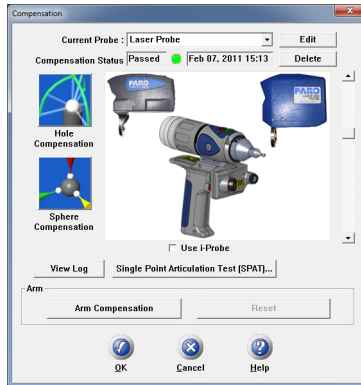 Compensation
Current Probe : Laser Probe Edit
Compensation Status Passed Feb 07, 2011 15:13 Delete
FARO
FARO
Hole
Compensation
Sphere
Compensation
Use i-Probe
View Log Single Point Articulation Test (SPAT)...
Arm
Arm Compensation Reset
OK Cancel Help